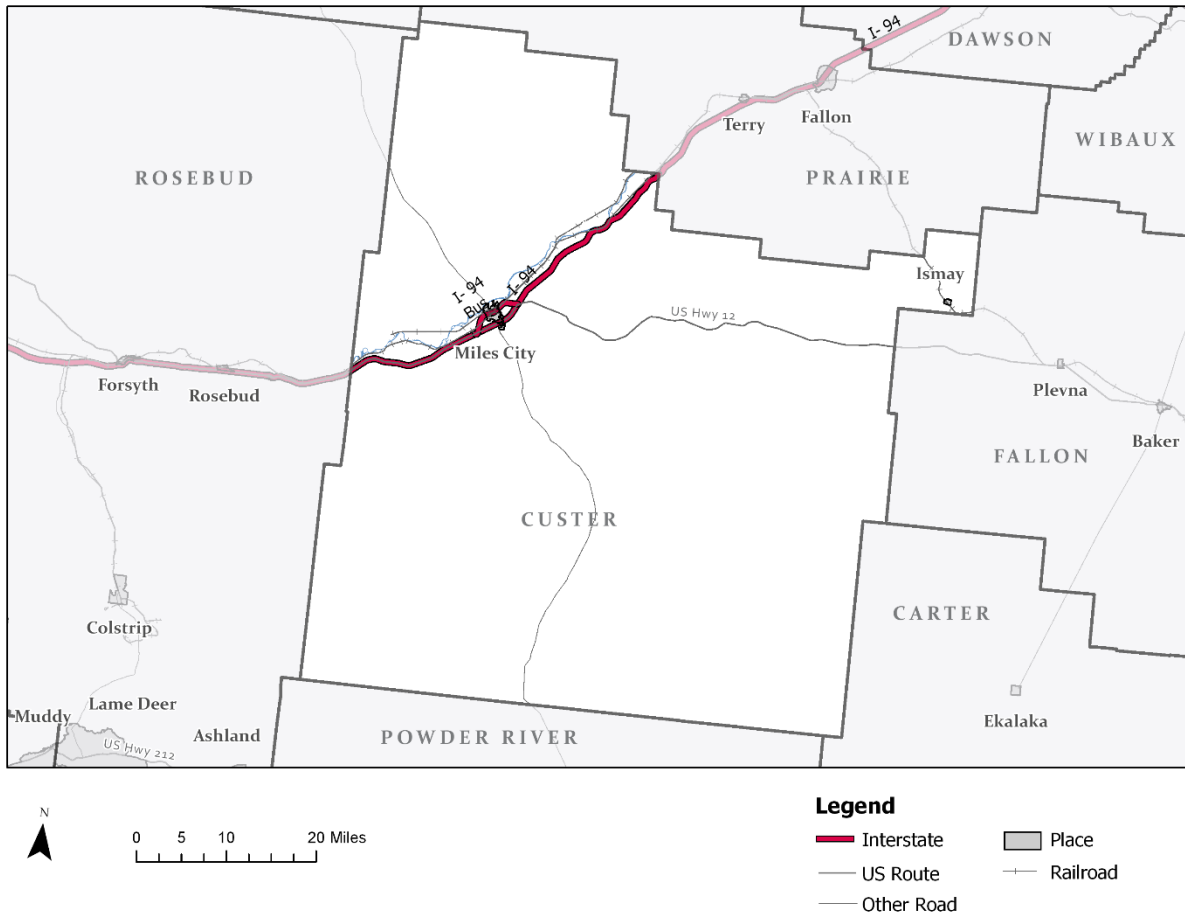 I- 94
DAWSON
Terry
Fallon
WIBAUX
ROSEBUD
PRAIRIE
Ismay
I- 94
Bus
I- 94
US Hwy 12
Miles City
Forsyth
Rosebud
Plevna
Baker
FALLON
CUSTER
CARTER
Colstrip
Muddy
Lame Deer
Ashland
US Hwy 212
POWDER RIVER
Ekalaka
N
0 5 10 20 Miles
Legend
Interstate
Place
US Route
Railroad
Other Road